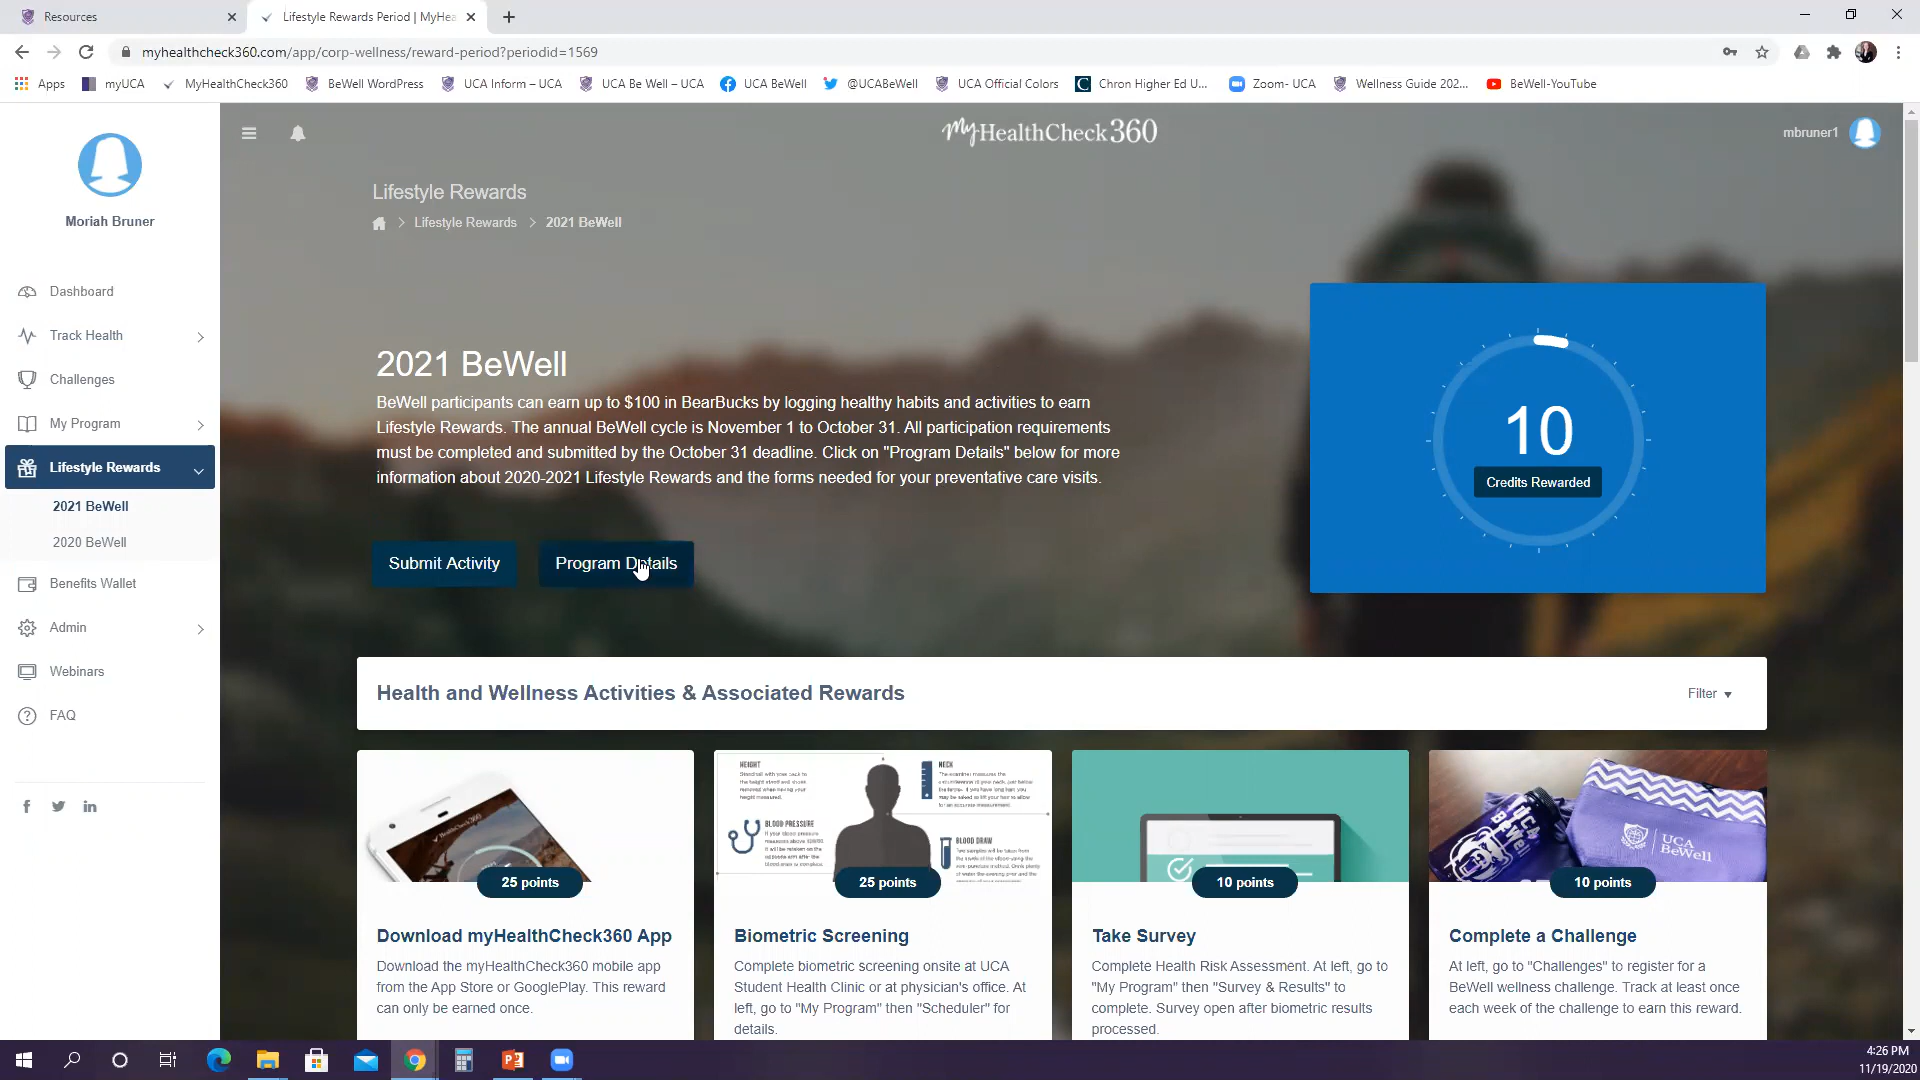 Resources
Lifestyle Rewards Period | MyHea
myhealthcheck360.com/app/corp-wellness/reward-period?periodid=1569
Apps
myUCA
MyHealthCheck360
BeWell WordPress
UCA Inform – UCA
UCA Be Well – UCA
UCA BeWell
@UCABeWell
UCA Official Colors
Chron Higher Ed U...
Zoom- UCA
Wellness Guide 202...
BeWell-YouTube
MyHealthCheck360
mbruner1
Moriah Bruner
Dashboard
Track Health
Challenges
My Program
Lifestyle Rewards
2021 BeWell
2020 BeWell
Benefits Wallet
Admin
Webinars
FAQ
Lifestyle Rewards
Lifestyle Rewards > 2021 BeWell
2021 BeWell
BeWell participants can earn up to $100 in BearBucks by logging healthy habits and activities to earn
Lifestyle Rewards. The annual BeWell cycle is November 1 to October 31. All participation requirements
must be completed and submitted by the October 31 deadline. Click on "Program Details" below for more
information about 2020-2021 Lifestyle Rewards and the forms needed for your preventative care visits.
Submit Activity
Program Details
10
Credits Rewarded
Health and Wellness Activities & Associated Rewards
Filter
25 points
Download myHealthCheck360 App
Download the myHealthCheck360 mobile app
from the App Store or GooglePlay. This reward
can only be earned once.
HEIGHT
NECK
BLOOD PRESSURE
BLOOD DRAW
25 points
Biometric Screening
Complete biometric screening onsite at UCA
Student Health Clinic or at physician's office. At
left, go to "My Program" then "Scheduler" for
details.
10 points
Take Survey
Complete Health Risk Assessment. At left, go to
"My Program" then "Survey & Results" to
complete. Survey open after biometric results
processed.
UCA
BeWell
10 points
Complete a Challenge
At left, go to "Challenges" to register for a
BeWell wellness challenge. Track at least once
each week of the challenge to earn this reward.
4:26 PM
11/19/2020